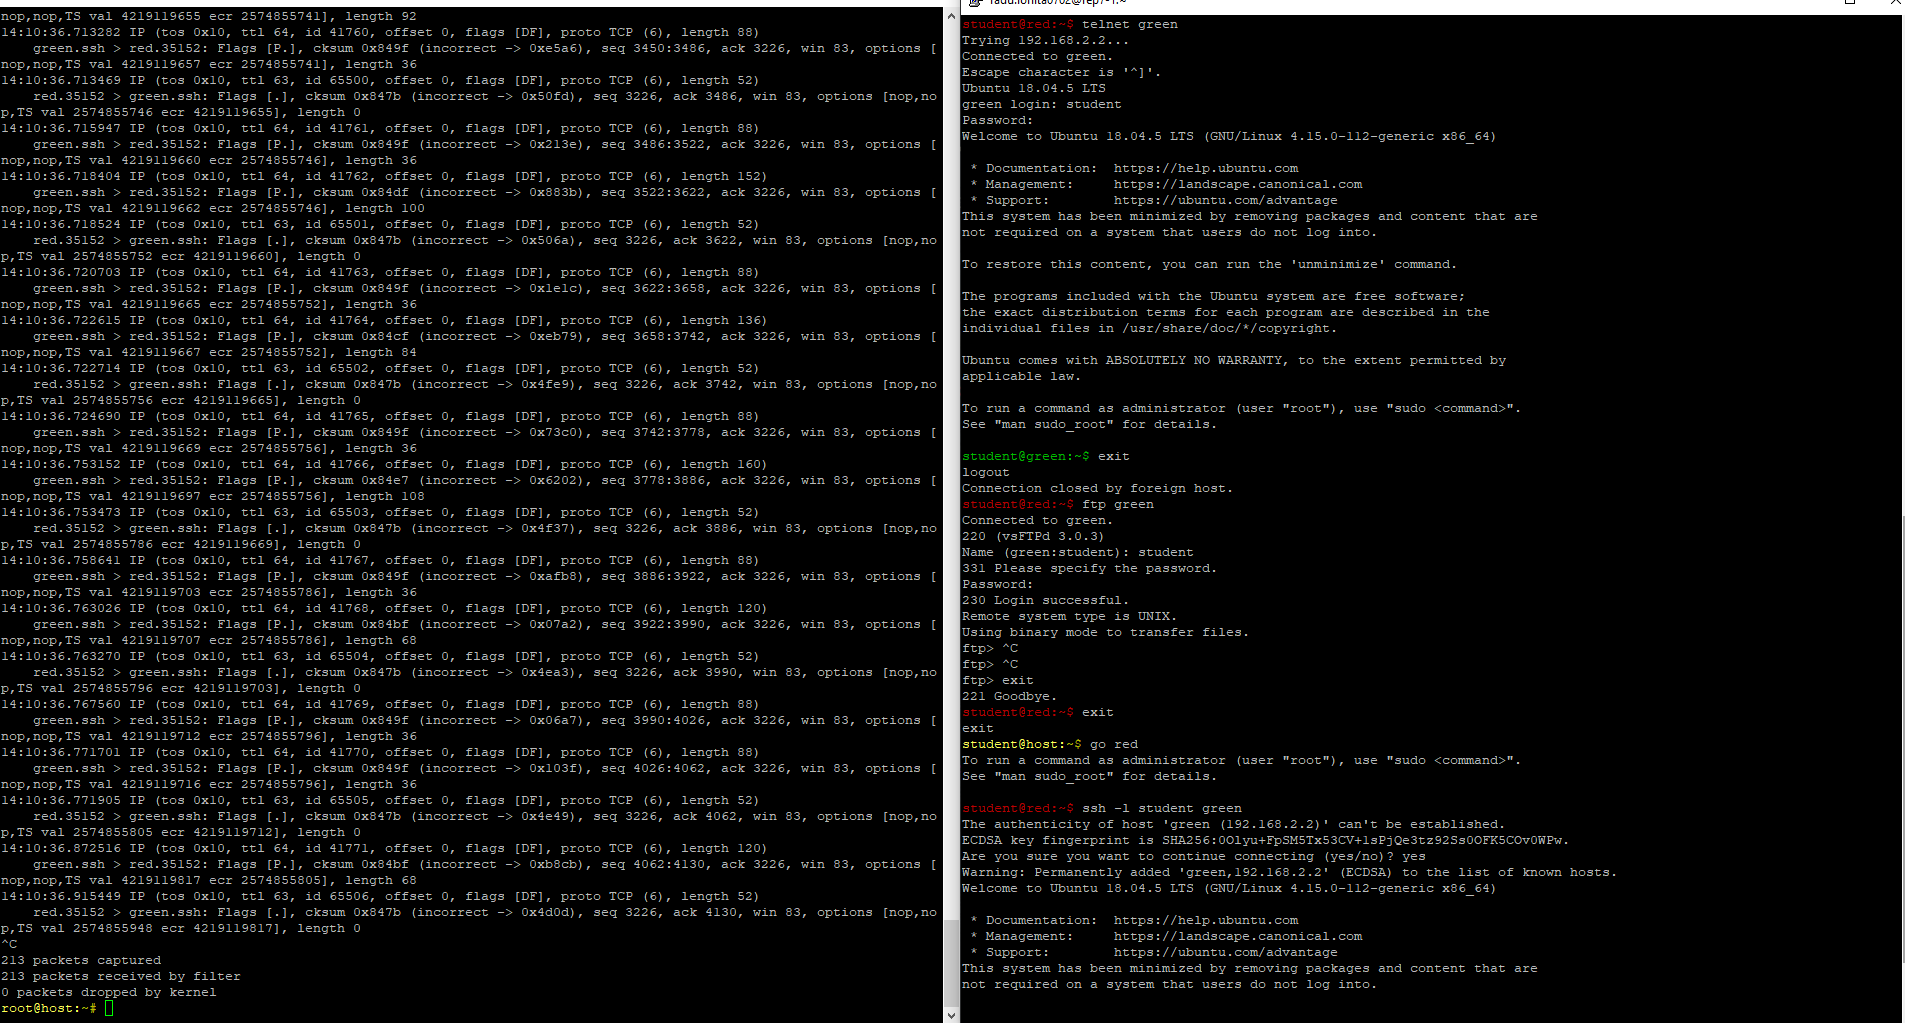 nop,nop,TS val 4219119655 ecr 2574855741], length 92
14:10:36.713282 IP (tos 0x10, ttl 64, id 41760, offset 0, flags [DF], proto TCP (6), length 88)
    green.ssh > red.35152: Flags [P.], cksum 0x849f (incorrect -> 0xe5a6), seq 3450:3486, ack 3226, win 83, options [
nop,nop,TS val 4219119657 ecr 2574855741], length 36
14:10:36.713469 IP (tos 0x10, ttl 63, id 65500, offset 0, flags [DF], proto TCP (6), length 52)
    red.35152 > green.ssh: Flags [.], cksum 0x847b (incorrect -> 0x50fd), seq 3226, ack 3486, win 83, options [nop,no
p,TS val 2574855746 ecr 4219119655], length 0
14:10:36.715947 IP (tos 0x10, ttl 64, id 41761, offset 0, flags [DF], proto TCP (6), length 88)
    green.ssh > red.35152: Flags [P.], cksum 0x849f (incorrect -> 0x213e), seq 3486:3522, ack 3226, win 83, options [
nop,nop,TS val 4219119660 ecr 2574855746], length 36
14:10:36.718404 IP (tos 0x10, ttl 64, id 41762, offset 0, flags [DF], proto TCP (6), length 152)
    green.ssh > red.35152: Flags [P.], cksum 0x84df (incorrect -> 0x883b), seq 3522:3622, ack 3226, win 83, options [
nop,nop,TS val 4219119662 ecr 2574855746], length 100
14:10:36.718524 IP (tos 0x10, ttl 63, id 65501, offset 0, flags [DF], proto TCP (6), length 52)
    red.35152 > green.ssh: Flags [.], cksum 0x847b (incorrect -> 0x506a), seq 3226, ack 3622, win 83, options [nop,no
p,TS val 2574855752 ecr 4219119660], length 0
14:10:36.720703 IP (tos 0x10, ttl 64, id 41763, offset 0, flags [DF], proto TCP (6), length 88)
    green.ssh > red.35152: Flags [P.], cksum 0x849f (incorrect -> 0x1e1c), seq 3622:3658, ack 3226, win 83, options [
nop,nop,TS val 4219119665 ecr 2574855752], length 36
14:10:36.722615 IP (tos 0x10, ttl 64, id 41764, offset 0, flags [DF], proto TCP (6), length 136)
    green.ssh > red.35152: Flags [P.], cksum 0x84cf (incorrect -> 0xeb79), seq 3658:3742, ack 3226, win 83, options [
nop,nop,TS val 4219119667 ecr 2574855752], length 84
14:10:36.722714 IP (tos 0x10, ttl 63, id 65502, offset 0, flags [DF], proto TCP (6), length 52)
    red.35152 > green.ssh: Flags [.], cksum 0x847b (incorrect -> 0x4fe9), seq 3226, ack 3742, win 83, options [nop,no
p,TS val 2574855756 ecr 4219119665], length 0
14:10:36.724690 IP (tos 0x10, ttl 64, id 41765, offset 0, flags [DF], proto TCP (6), length 88)
    green.ssh > red.35152: Flags [P.], cksum 0x849f (incorrect -> 0x73c0), seq 3742:3778, ack 3226, win 83, options [
nop,nop,TS val 4219119669 ecr 2574855756], length 36
14:10:36.753152 IP (tos 0x10, ttl 64, id 41766, offset 0, flags [DF], proto TCP (6), length 160)
    green.ssh > red.35152: Flags [P.], cksum 0x84e7 (incorrect -> 0x6202), seq 3778:3886, ack 3226, win 83, options [
nop,nop,TS val 4219119697 ecr 2574855756], length 108
14:10:36.753473 IP (tos 0x10, ttl 63, id 65503, offset 0, flags [DF], proto TCP (6), length 52)
    red.35152 > green.ssh: Flags [.], cksum 0x847b (incorrect -> 0x4f37), seq 3226, ack 3886, win 83, options [nop,no
p,TS val 2574855786 ecr 4219119669], length 0
14:10:36.758641 IP (tos 0x10, ttl 64, id 41767, offset 0, flags [DF], proto TCP (6), length 88)
    green.ssh > red.35152: Flags [P.], cksum 0x849f (incorrect -> 0xafb8), seq 3886:3922, ack 3226, win 83, options [
nop,nop,TS val 4219119703 ecr 2574855786], length 36
14:10:36.763026 IP (tos 0x10, ttl 64, id 41768, offset 0, flags [DF], proto TCP (6), length 120)
    green.ssh > red.35152: Flags [P.], cksum 0x84bf (incorrect -> 0x07a2), seq 3922:3990, ack 3226, win 83, options [
nop,nop,TS val 4219119707 ecr 2574855786], length 68
14:10:36.763270 IP (tos 0x10, ttl 63, id 65504, offset 0, flags [DF], proto TCP (6), length 52)
    red.35152 > green.ssh: Flags [.], cksum 0x847b (incorrect -> 0x4ea3), seq 3226, ack 3990, win 83, options [nop,no
p,TS val 2574855796 ecr 4219119703], length 0
14:10:36.767560 IP (tos 0x10, ttl 64, id 41769, offset 0, flags [DF], proto TCP (6), length 88)
    green.ssh > red.35152: Flags [P.], cksum 0x849f (incorrect -> 0x06a7), seq 3990:4026, ack 3226, win 83, options [
nop,nop,TS val 4219119712 ecr 2574855796], length 36
14:10:36.771701 IP (tos 0x10, ttl 64, id 41770, offset 0, flags [DF], proto TCP (6), length 88)
    green.ssh > red.35152: Flags [P.], cksum 0x849f (incorrect -> 0x103f), seq 4026:4062, ack 3226, win 83, options [
nop,nop,TS val 4219119716 ecr 2574855796], length 36
14:10:36.771905 IP (tos 0x10, ttl 63, id 65505, offset 0, flags [DF], proto TCP (6), length 52)
    red.35152 > green.ssh: Flags [.], cksum 0x847b (incorrect -> 0x4e49), seq 3226, ack 4062, win 83, options [nop,no
p,TS val 2574855805 ecr 4219119712], length 0
14:10:36.872516 IP (tos 0x10, ttl 64, id 41771, offset 0, flags [DF], proto TCP (6), length 120)
    green.ssh > red.35152: Flags [P.], cksum 0x84bf (incorrect -> 0xb8cb), seq 4062:4130, ack 3226, win 83, options [
nop,nop,TS val 4219119817 ecr 2574855805], length 68
14:10:36.915449 IP (tos 0x10, ttl 63, id 65506, offset 0, flags [DF], proto TCP (6), length 52)
    red.35152 > green.ssh: Flags [.], cksum 0x847b (incorrect -> 0x4d0d), seq 3226, ack 4130, win 83, options [nop,no
p,TS val 2574855948 ecr 4219119817], length 0
^C
213 packets captured
213 packets received by filter
0 packets dropped by kernel
root@host:~#
student@red:~$ telnet green
Trying 192.168.2.2...
Connected to green.
Escape character is '^]'.
Ubuntu 18.04.5 LTS
green login: student
Password:
Welcome to Ubuntu 18.04.5 LTS (GNU/Linux 4.15.0-112-generic x86_64)
 * Documentation:  https://help.ubuntu.com
 * Management:     https://landscape.canonical.com
 * Support:        https://ubuntu.com/advantage
This system has been minimized by removing packages and content that are
not required on a system that users do not log into.
To restore this content, you can run the 'unminimize' command.
The programs included with the Ubuntu system are free software;
the exact distribution terms for each program are described in the
individual files in /usr/share/doc/*/copyright.
Ubuntu comes with ABSOLUTELY NO WARRANTY, to the extent permitted by
applicable law.
To run a command as administrator (user "root"), use "sudo <command>".
See "man sudo_root" for details.
student@green:~$ exit
logout
Connection closed by foreign host.
student@red:~$ ftp green
Connected to green.
220 (vsFTPd 3.0.3)
Name (green:student): student
331 Please specify the password.
Password:
230 Login successful.
Remote system type is UNIX.
Using binary mode to transfer files.
ftp> ^C
ftp> ^C
ftp> exit
221 Goodbye.
student@red:~$ exit
exit
student@host:~$ go red
To run a command as administrator (user "root"), use "sudo <command>".
See "man sudo_root" for details.
student@red:~$ ssh -l student green
The authenticity of host 'green (192.168.2.2)' can't be established.
ECDSA key fingerprint is SHA256:0O1yu+FpSM5Tx53CV+lsPjQe3tz92Ss0OFK5COv0WPw.
Are you sure you want to continue connecting (yes/no)? yes
Warning: Permanently added 'green,192.168.2.2' (ECDSA) to the list of known hosts.
Welcome to Ubuntu 18.04.5 LTS (GNU/Linux 4.15.0-112-generic x86_64)
 * Documentation:  https://help.ubuntu.com
 * Management:     https://landscape.canonical.com
 * Support:        https://ubuntu.com/advantage
This system has been minimized by removing packages and content that are
not required on a system that users do not log into.